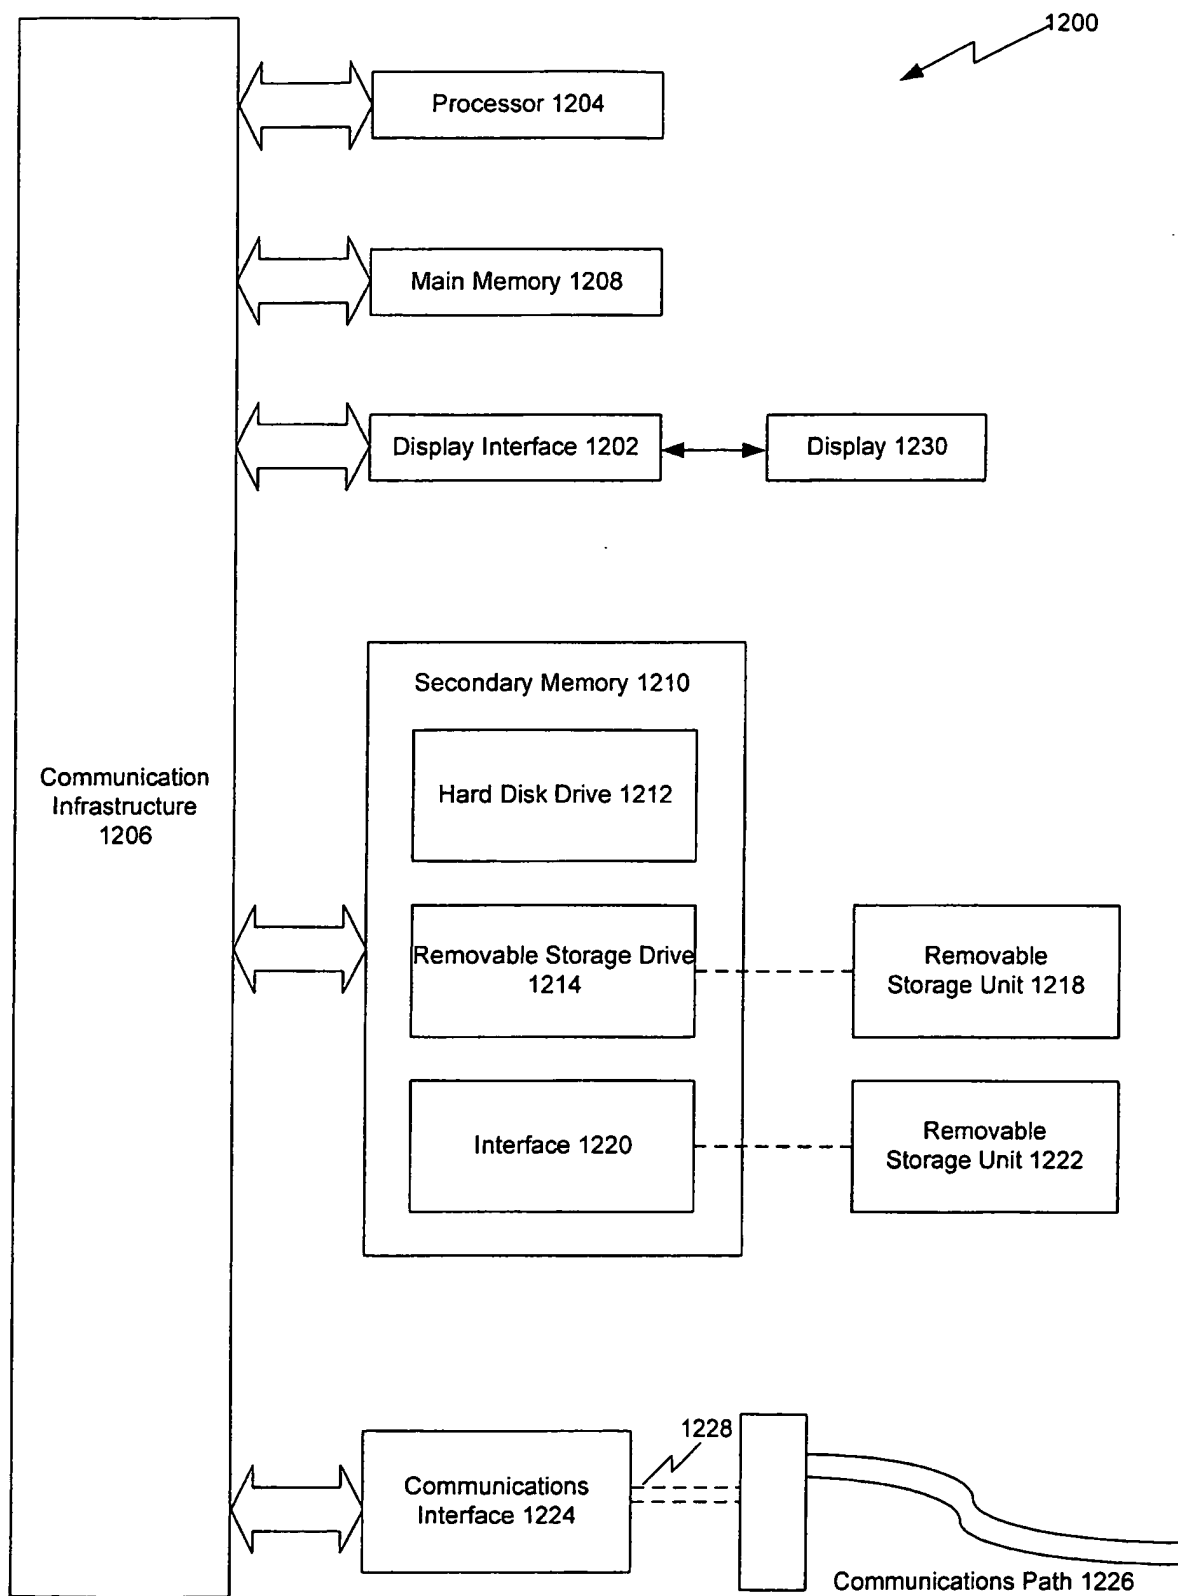 1200
Processor 1204
Main Memory 1208
Display Interface 1202
Display 1230
Secondary Memory 1210
Hard Disk Drive 1212
Communication
Infrastructure
1206
Removable Storage Drive
1214
Removable
Storage Unit 1218
Interface 1220
Removable
Storage Unit 1222
1228
Communications
Interface 1224
Communications Path 1226